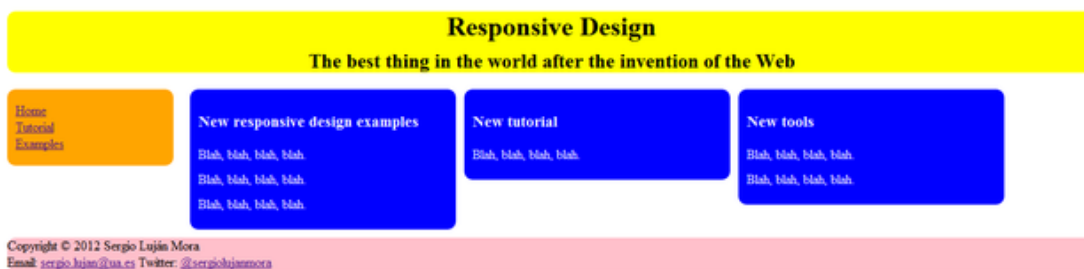 Responsive Design
The best thing in the world after the invention of the Web
Home
Tutorial
Examples
New responsive design examples
Blah, blah, blah, blah.
Blah, blah, blah, blah.
Blah, blah, blah, blah.
New tutorial
Blah, blah, blah, blah.
New tools
Blah, blah, blah, blah.
Blah, blah, blah, blah.
Copyright © 2012 Sergio Luján Mora
Email: sergio.lujan@ua.es Twitter: @sergiolujanmora